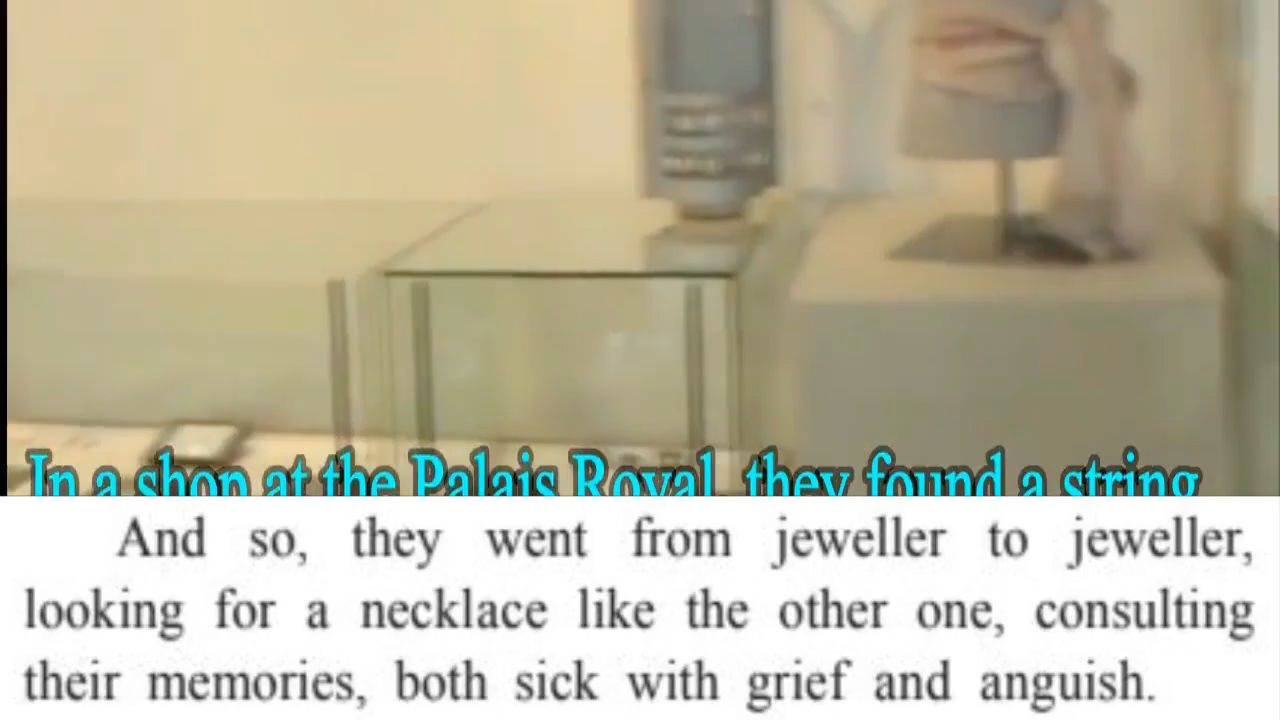 In a shop at the Palais Royal, they found a string
And so, they went from jeweller to jeweller,
looking for a necklace like the other one, consulting
their memories, both sick with grief and anguish.